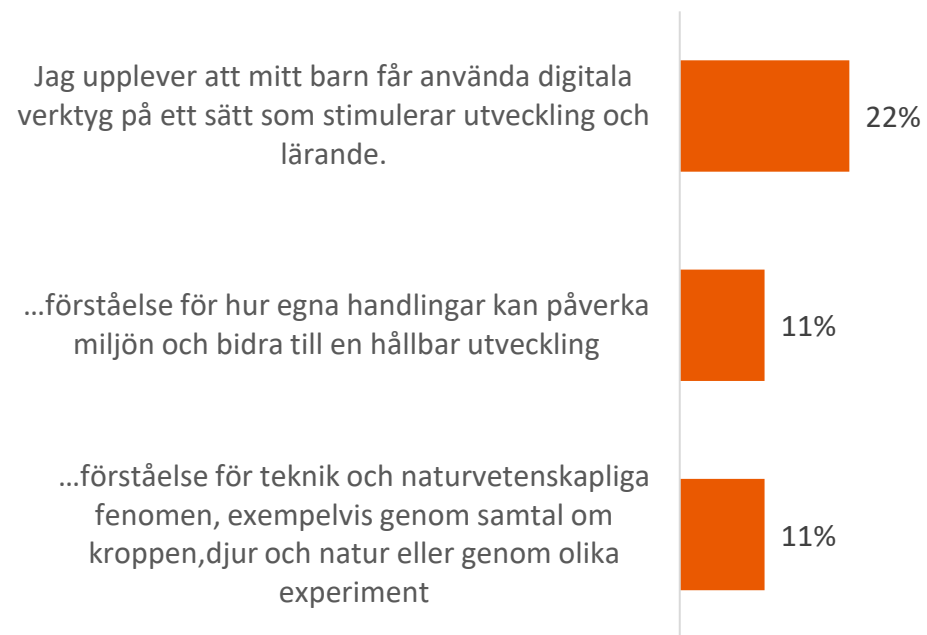 Jag upplever att mitt barn får använda digitala
verktyg på ett sätt som stimulerar utveckling och
lärande.
22%
...förståelse för hur egna handlingar kan påverka
miljön och bidra till en hållbar utveckling
11%
...förståelse för teknik och naturvetenskapliga
fenomen, exempelvis genom samtal om
kroppen,djur och natur eller genom olika
experiment
11%